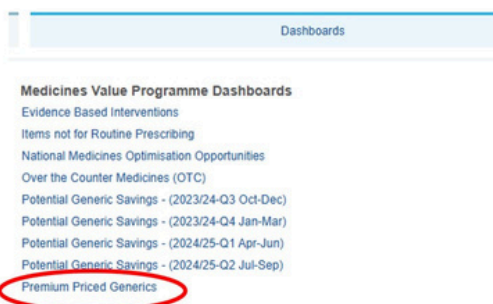 Dashboards
Medicines Value Programme Dashboards
Evidence Based Interventions
Items not for Routine Prescribing
National Medicines Optimisation Opportunities
Over the Counter Medicines (OTC)
Potential Generic Savings - (2023/24-Q3 Oct-Dec)
Potential Generic Savings - (2023/24-Q4 Jan-Mar)
Potential Generic Savings - (2024/25-Q1 Apr-Jun)
Potential Generic Savings - (2024/25-Q2 Jul-Sep)
Premium Priced Generics